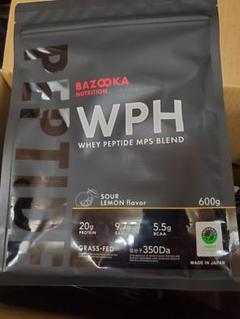 PEPTIDE
BAZOOKA
NUTRITION
WPH
WHEY PEPTIDE MPS BLEND
SOUR
LEMON flavor
600g
20g
PROTEIN
5.5g
BCAA
GRASS-FED
350Da
MADE IN JAPAN